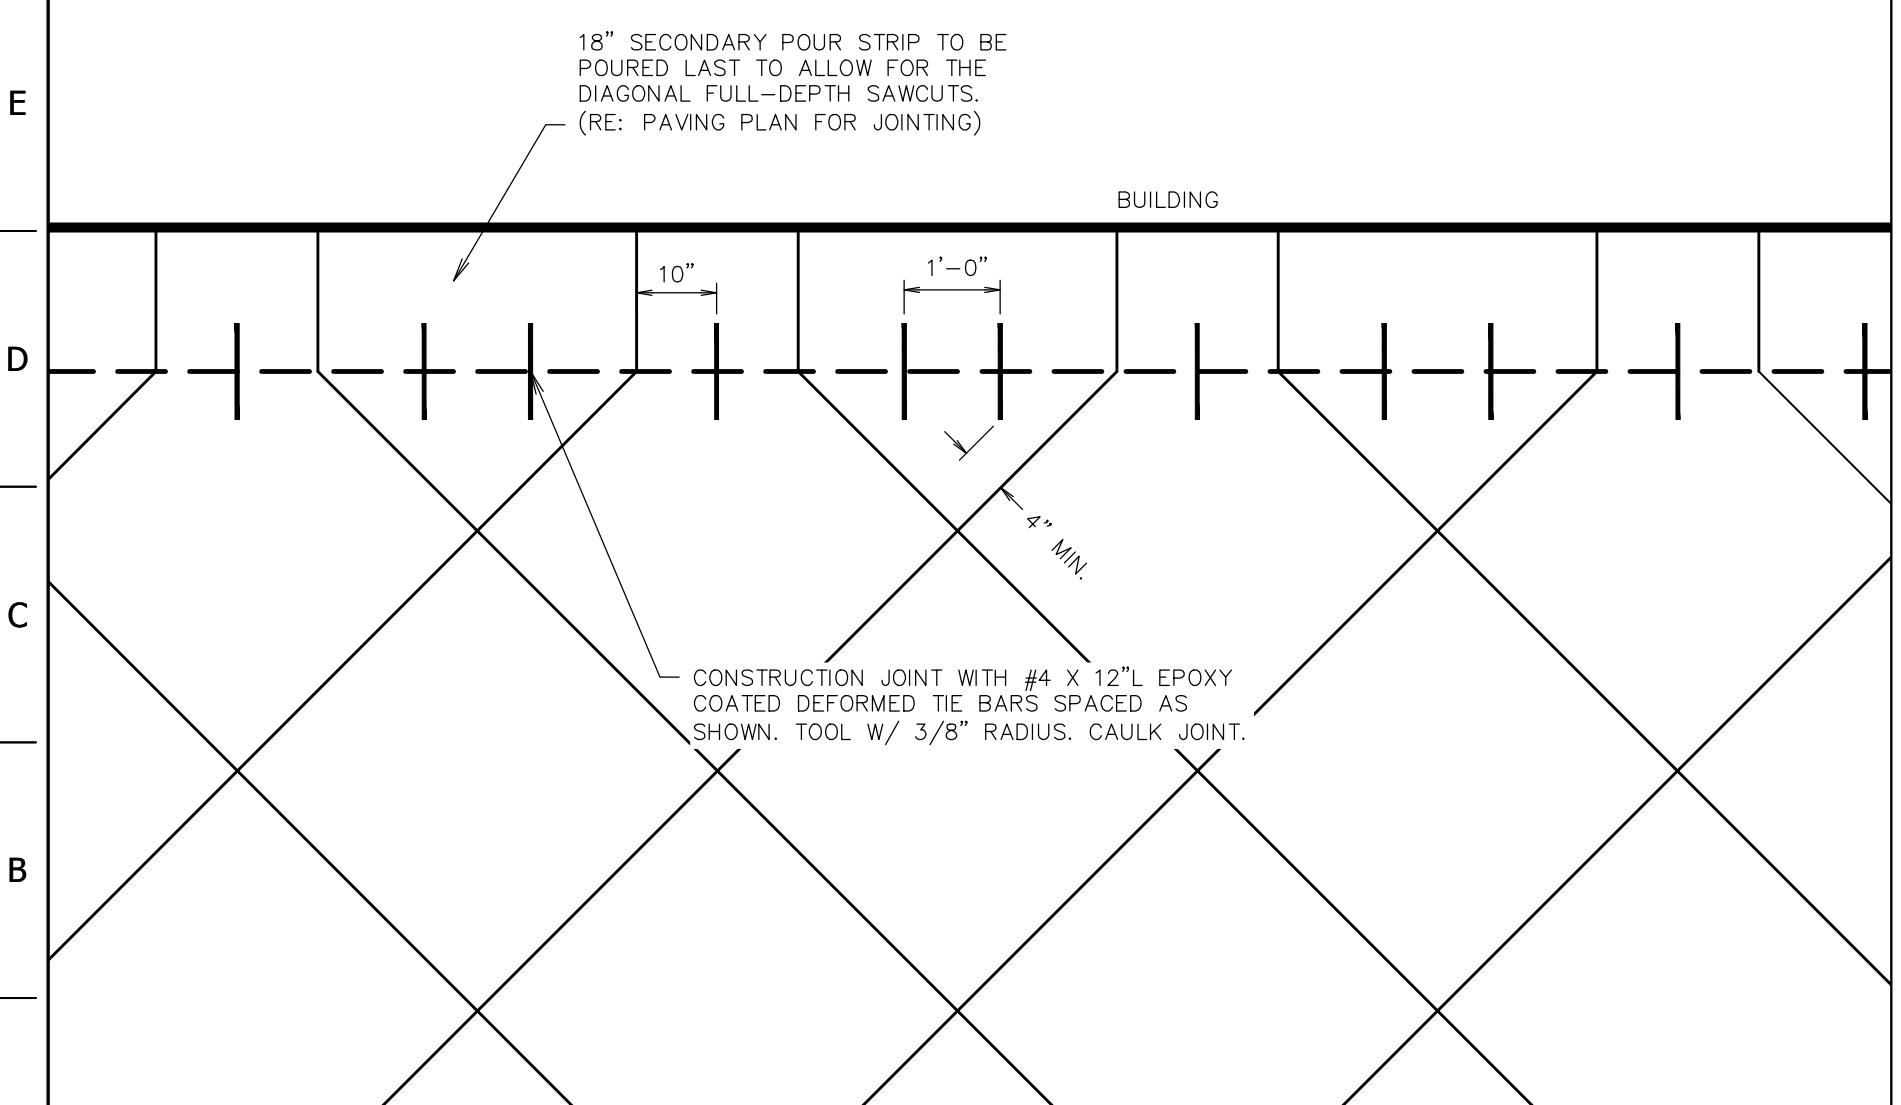 18” SECONDARY POUR STRIP TO BE
POURED LAST TO ALLOW FOR THE
DIAGONAL FULL-DEPTH SAWCUTS.
(RE: PAVING PLAN FOR JOINTING)
E
BUILDING
10”
1’-0”
D
4” MIN.
C
CONSTRUCTION JOINT WITH #4 X 12”L EPOXY
COATED DEFORMED TIE BARS SPACED AS
SHOWN. TOOL W/ 3/8” RADIUS. CAULK JOINT.
B